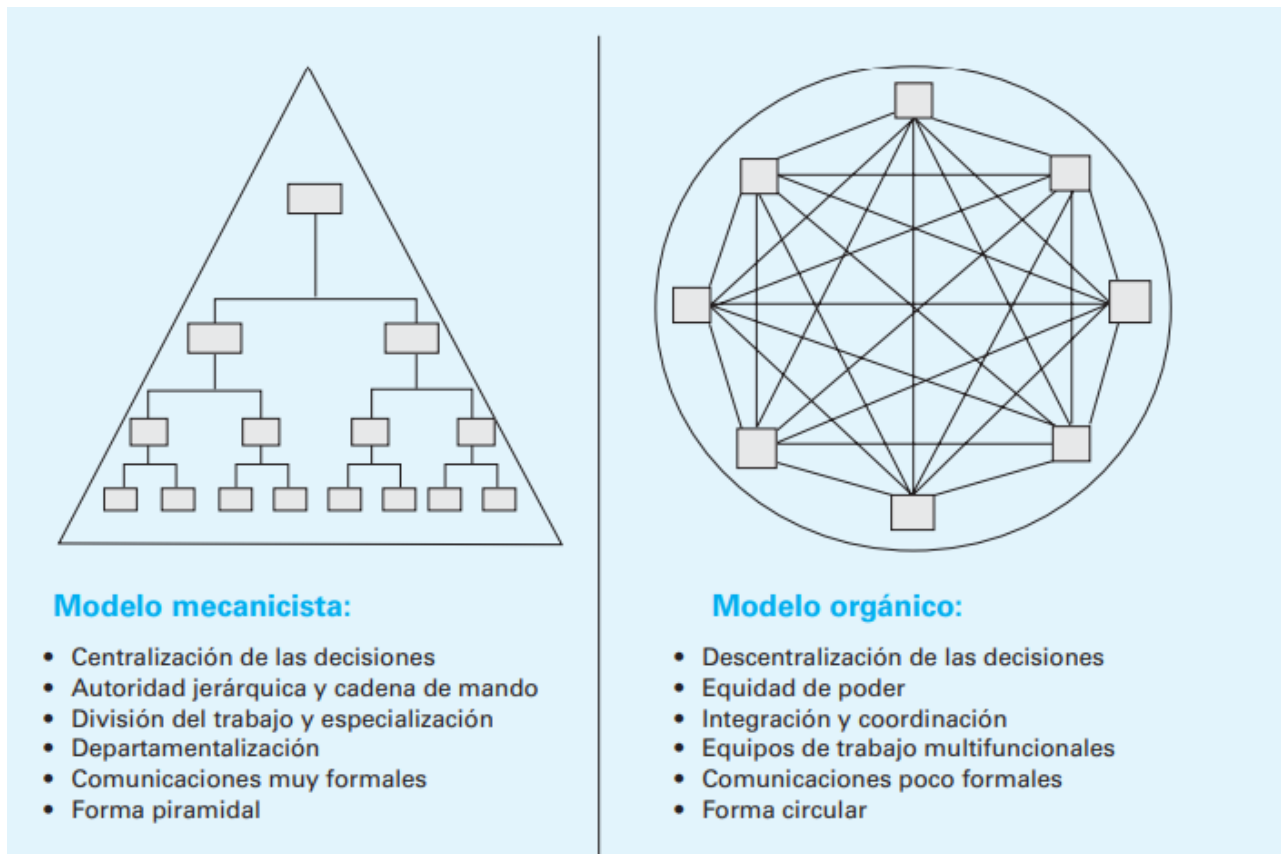 Modelo mecanicista:
• Centralización de las decisiones
• Autoridad jerárquica y cadena de mando
• División del trabajo y especialización
• Departamentalización
• Comunicaciones muy formales
• Forma piramidal
Modelo orgánico:
• Descentralización de las decisiones
• Equidad de poder
• Integración y coordinación
• Equipos de trabajo multifuncionales
• Comunicaciones poco formales
• Forma circular